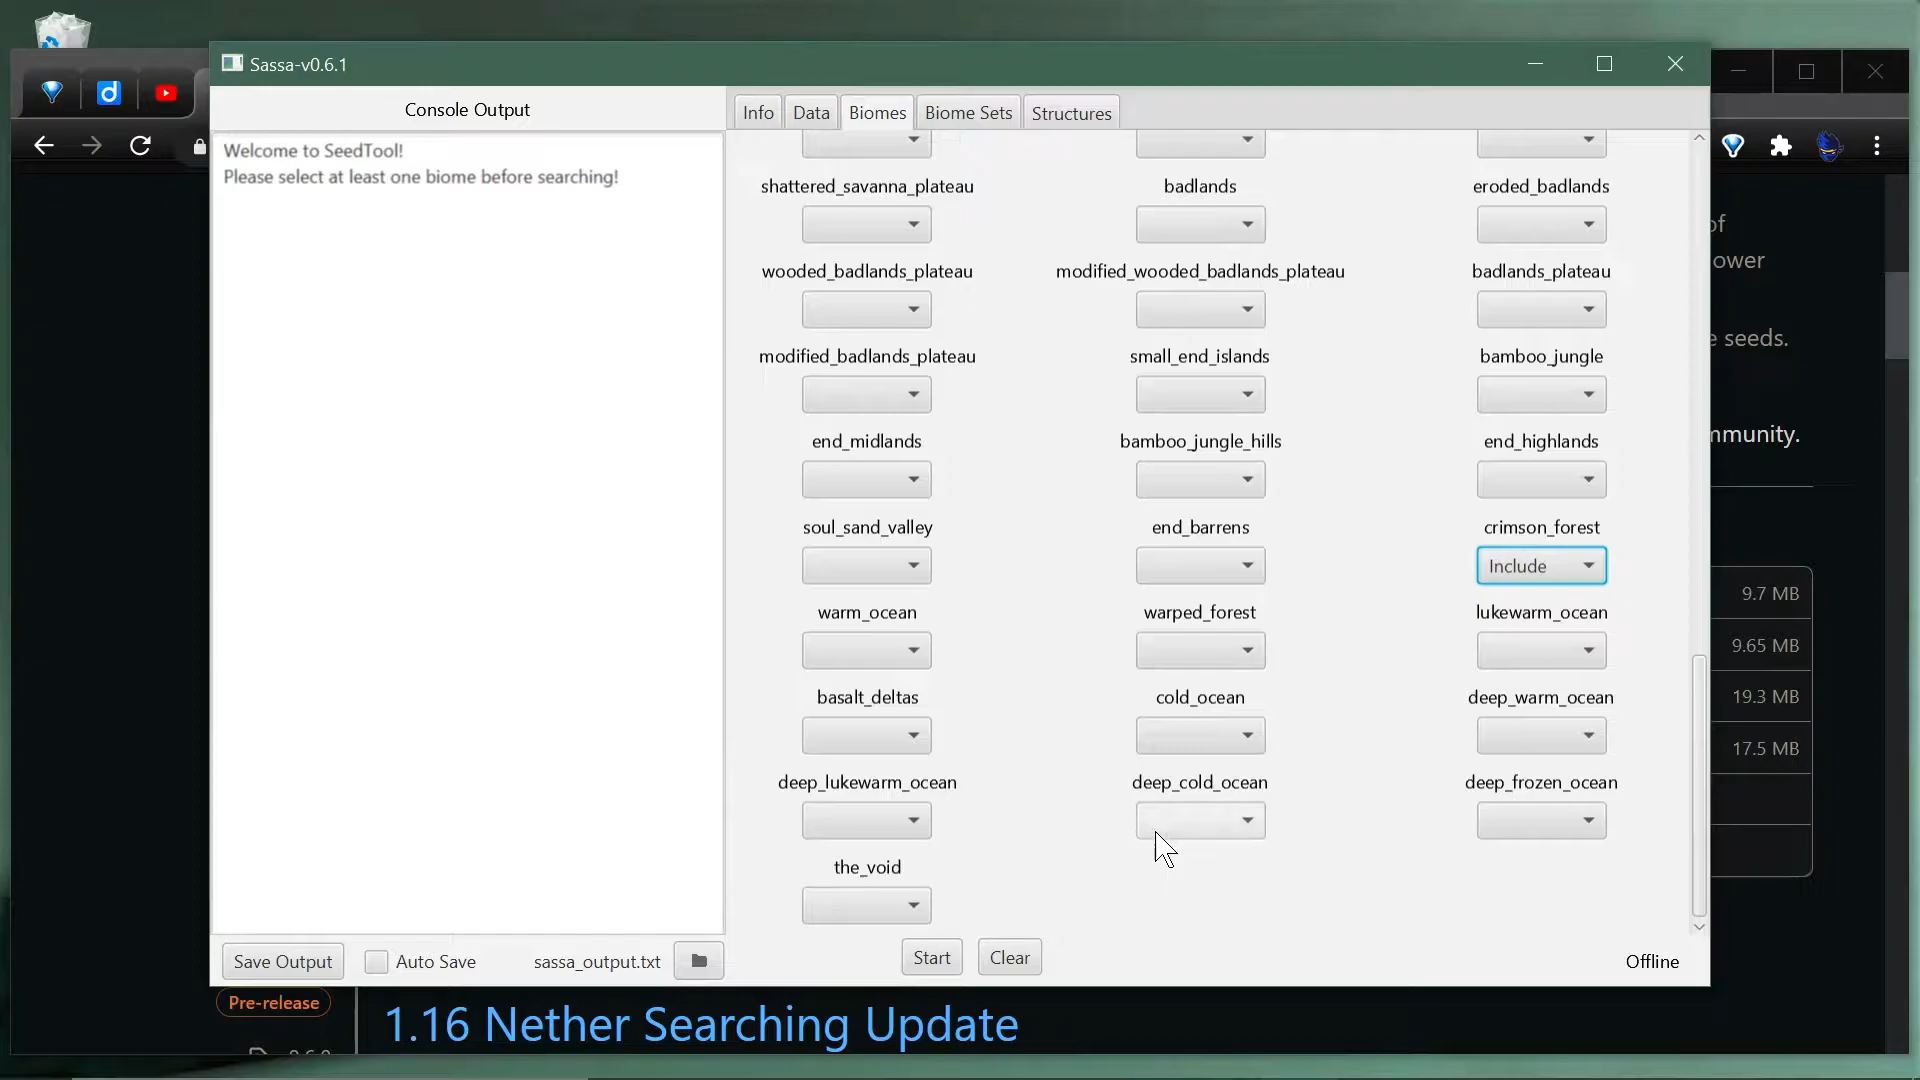 Sassa-v0.6.1
Console Output
Info Data Biomes Biome Sets Structures
Welcome to SeedTool!
Please select at least one biome before searching!
shattered_savanna_plateau badlands eroded_badlands
wooded_badlands_plateau modified_wooded_badlands_plateau badlands_plateau
modified_badlands_plateau small_end_islands bamboo_jungle
end_midlands bamboo_jungle_hills end_highlands
soul_sand_valley end_barrens crimson_forest
Include
warm_ocean warped_forest lukewarm_ocean
basalt_deltas cold_ocean deep_warm_ocean
deep_lukewarm_ocean deep_cold_ocean deep_frozen_ocean
the_void
Save Output Auto Save sassa_output.txt Start Clear Offline
of
ower
e seeds.
mmunity.
9.7 MB
9.65 MB
19.3 MB
17.5 MB
Pre-release
1.16 Nether Searching Update